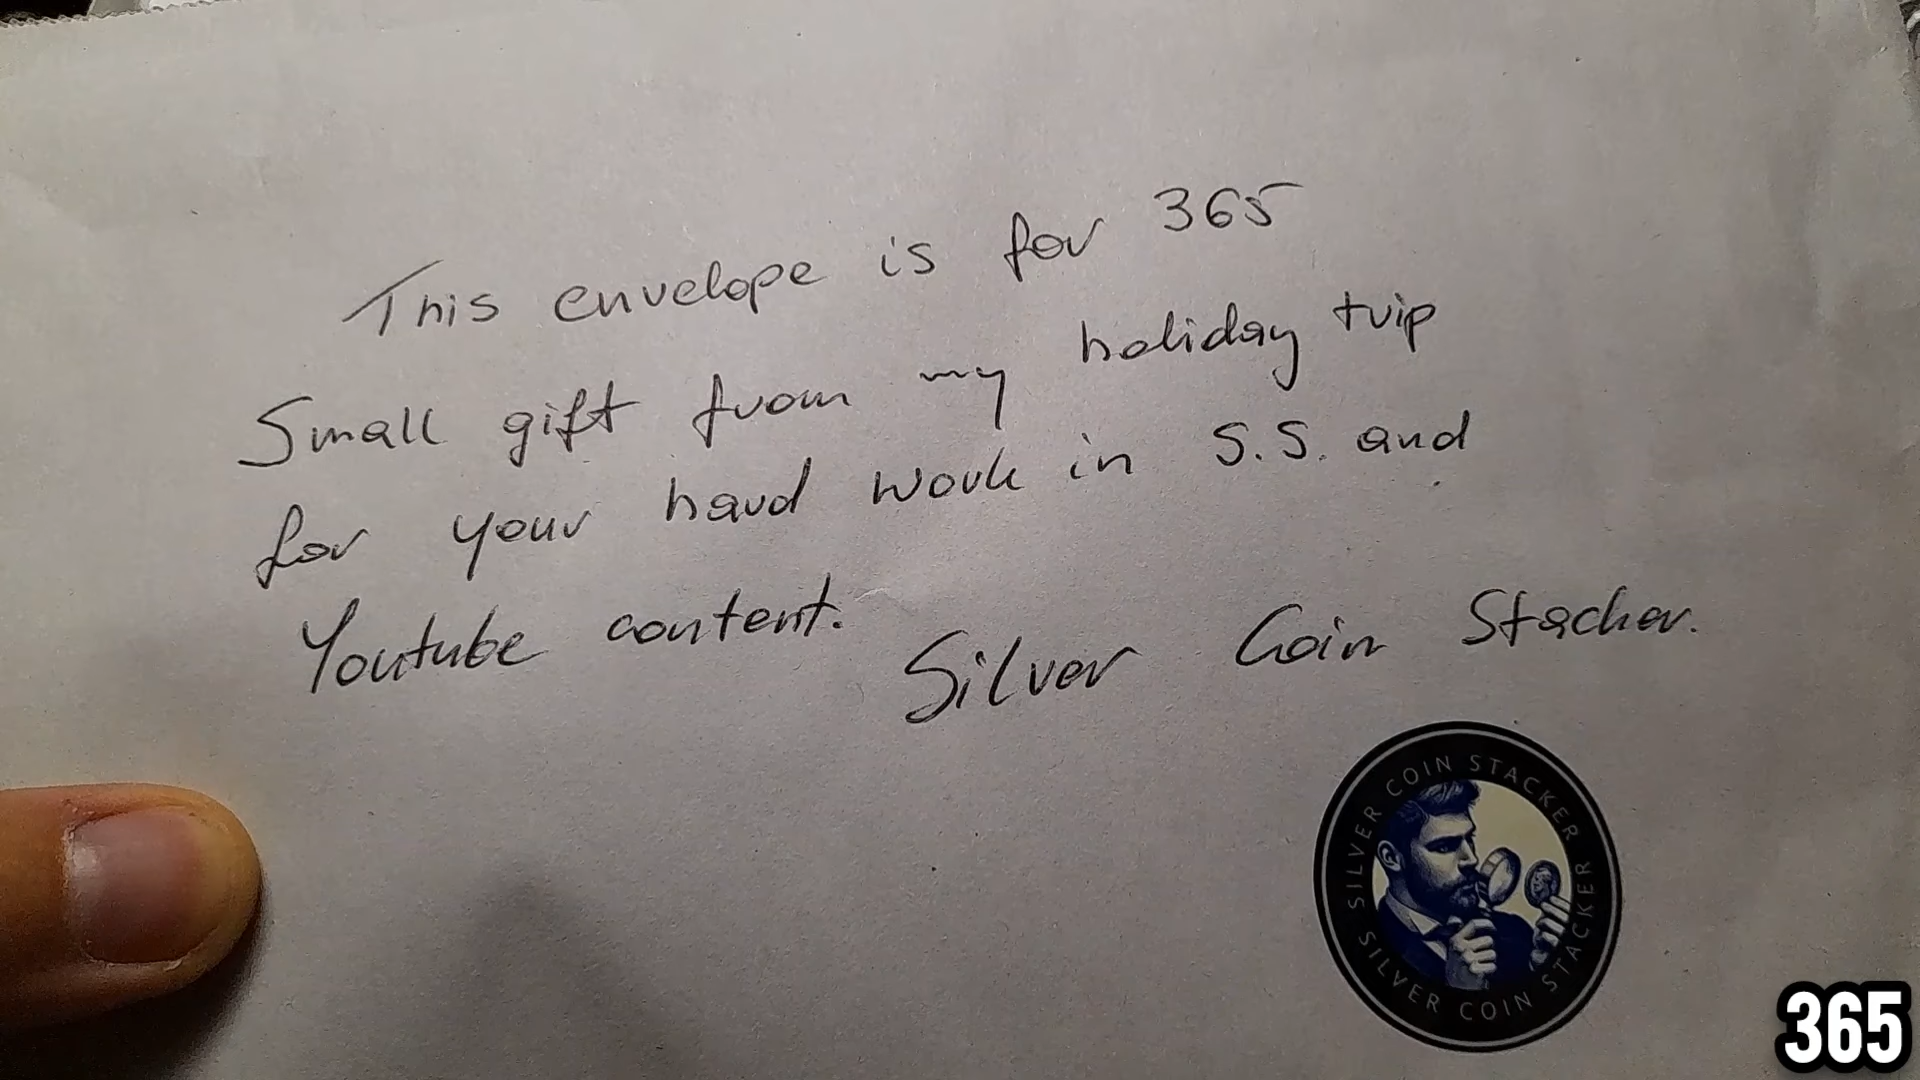 This envelope is for 365
Small gift from my holiday trip
for your hard work in S.S. and
Youtube content.
Silver Coin Stacker.
SILVER COIN STACKER
SILVER COIN STACKER
365